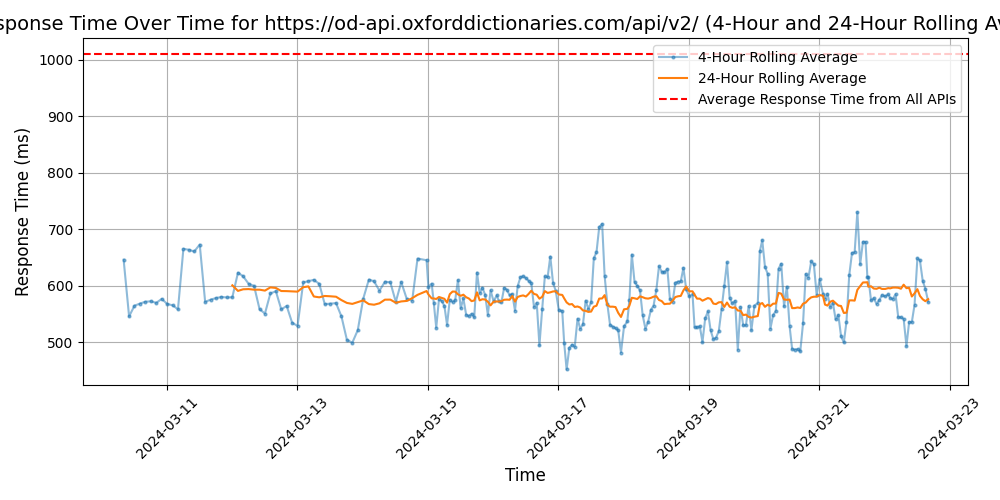 sponse Time Over Time for https://od-api.oxforddictionaries.com/api/v2/ (4-Hour and 24-Hour Rolling Av
4-Hour Rolling Average
24-Hour Rolling Average
Average Response Time from All APIs
Response Time (ms)
1000
900
800
700
600
500
2024-03-11
2024-03-13
2024-03-15
2024-03-17
2024-03-19
2024-03-21
2024-03-23
Time